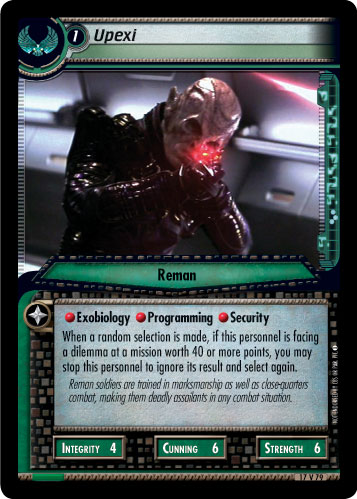 1 Upexi
Reman
Exobiology Programming Security
When a random selection is made, if this personnel is facing
a dilemma at a mission worth 40 or more points, you may
stop this personnel to ignore its result and select again.
Reman soldiers are trained in marksmanship as well as close-quarters
combat, making them deadly assailants in any combat situation.
INTEGRITY 4 CUNNING 6 STRENGTH 6
17 V 79